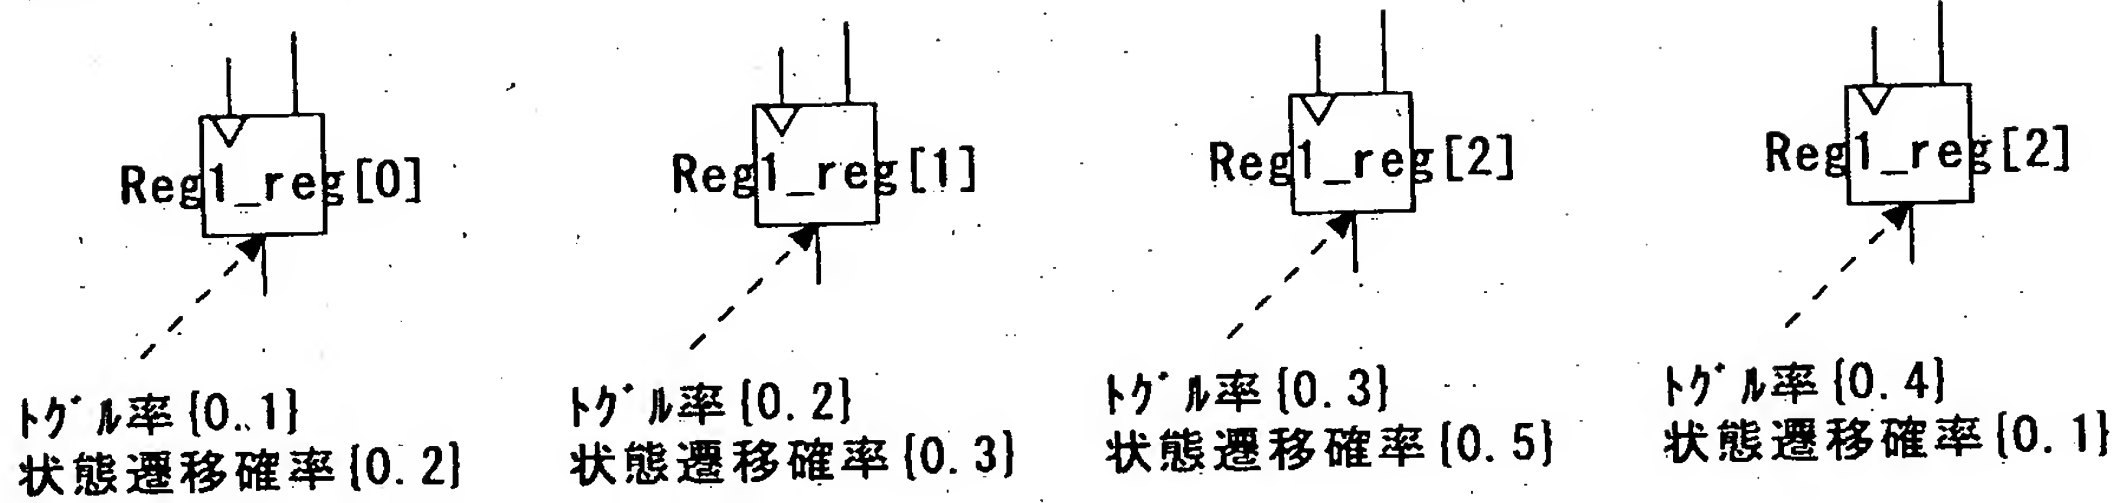 Reg1_reg[0]
ﾄｸﾞﾙ率{0.1}
状態遷移確率{0.2}
Reg1_reg[1]
ﾄｸﾞﾙ率{0.2}
状態遷移確率{0.3}
Reg1_reg[2]
ﾄｸﾞﾙ率{0.3}
状態遷移確率{0.5}
Reg1_reg[2]
ﾄｸﾞﾙ率{0.4}
状態遷移確率{0.1}